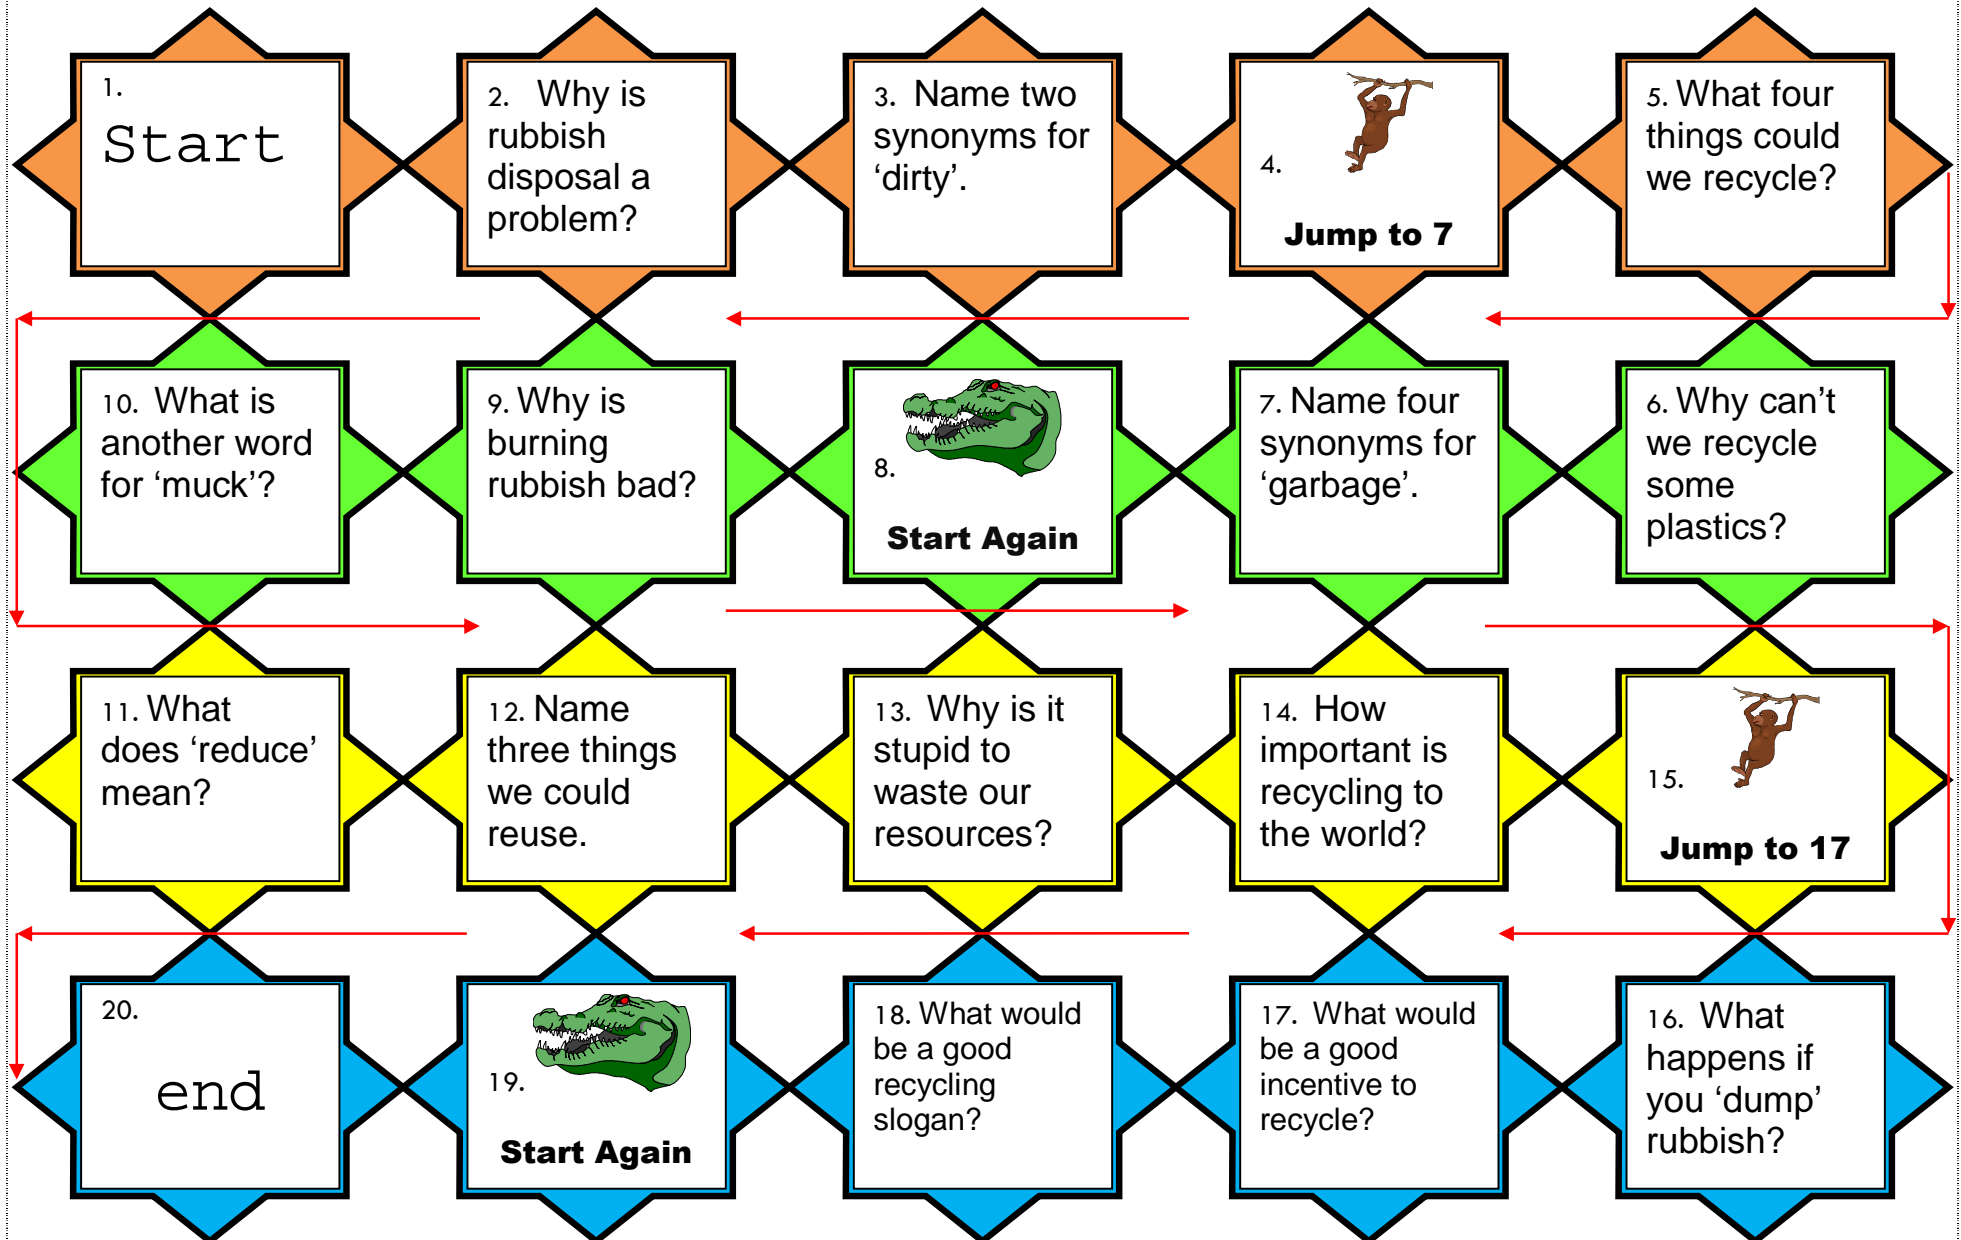 1.
Start
2. Why is
rubbish
disposal a
problem?
3. Name two
synonyms for
‘dirty’.
4.
Jump to 7
5. What four
things could
we recycle?
10. What is
another word
for ‘muck’?
9. Why is
burning
rubbish bad?
8.
Start Again
7. Name four
synonyms for
‘garbage’.
6. Why can’t
we recycle
some
plastics?
11. What
does ‘reduce’
mean?
12. Name
three things
we could
reuse.
13. Why is it
stupid to
waste our
resources?
14. How
important is
recycling to
the world?
15.
Jump to 17
20.
end
19.
Start Again
18. What would
be a good
recycling
slogan?
17. What would
be a good
incentive to
recycle?
16. What
happens if
you ‘dump’
rubbish?